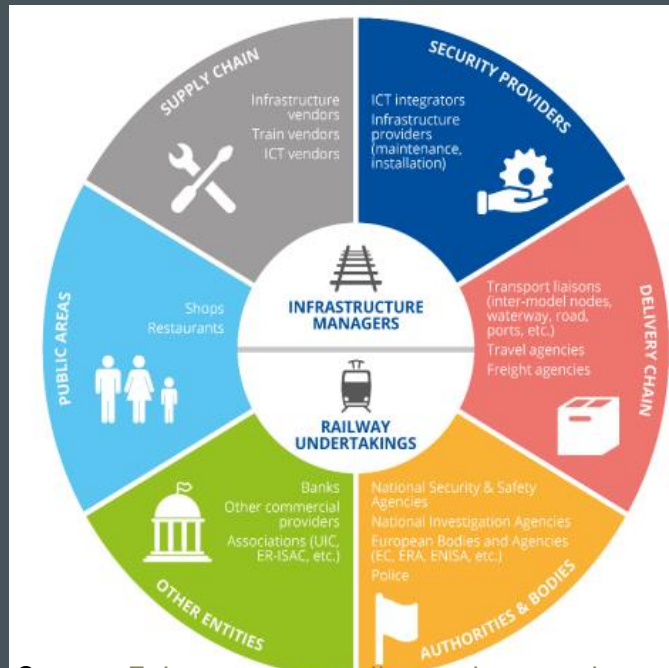 SUPPLY CHAIN
Infrastructure
vendors
Train vendors
ICT vendors
SECURITY PROVIDERS
ICT integrators
Infrastructure
providers
(maintenance,
installation)
DELIVERY CHAIN
Transport liaisons
(inter-model nodes,
waterway, road,
ports, etc.)
Travel agencies
Freight agencies
AUTHORITIES & BODIES
National Security & Safety
Agencies
National Investigation Agencies
European Bodies and Agencies
(EC, ERA, ENISA, etc.)
Police
OTHER ENTITIES
Banks
Other commercial
providers
Associations (UIC,
ER-ISAC, etc.)
PUBLIC AREAS
Shops
Restaurants
INFRASTRUCTURE
MANAGERS
RAILWAY
UNDERTAKINGS